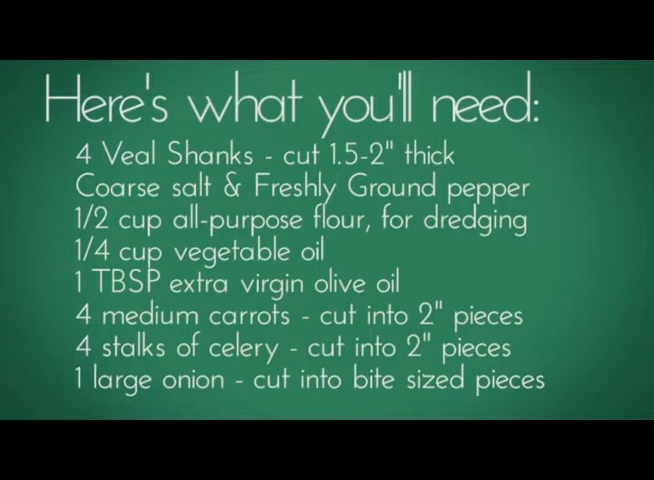 Here's what you'll need:
4 Veal Shanks - cut 1.5-2" thick
Coarse salt & Freshly Ground pepper
1/2 cup all-purpose flour, for dredging
1/4 cup vegetable oil
1 TBSP extra virgin olive oil
4 medium carrots - cut into 2" pieces
4 stalks of celery - cut into 2" pieces
1 large onion - cut into bite sized pieces